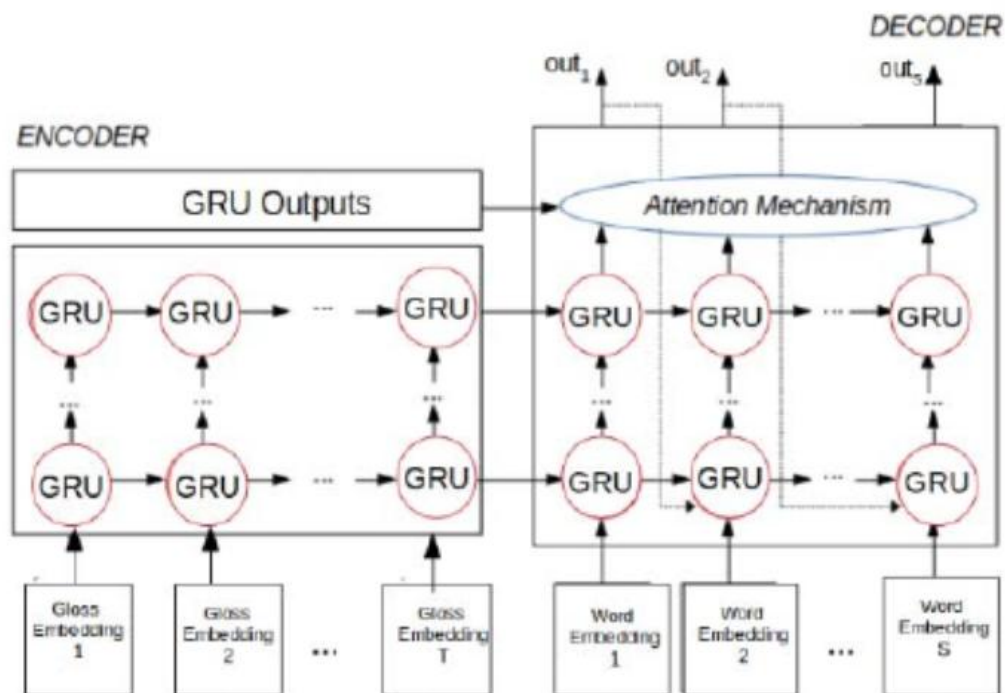 DECODER
out1 out2 out5
ENCODER
GRU Outputs
Attention Mechanism
GRU GRU ... GRU GRU GRU ... GRU
... ... ... ... ... ...
GRU GRU ... GRU GRU GRU ... GRU
Gloss
Embedding
1
Gloss
Embedding
2
...
Gloss
Embedding
T
Word
Embedding
1
Word
Embedding
2
...
Word
Embedding
S